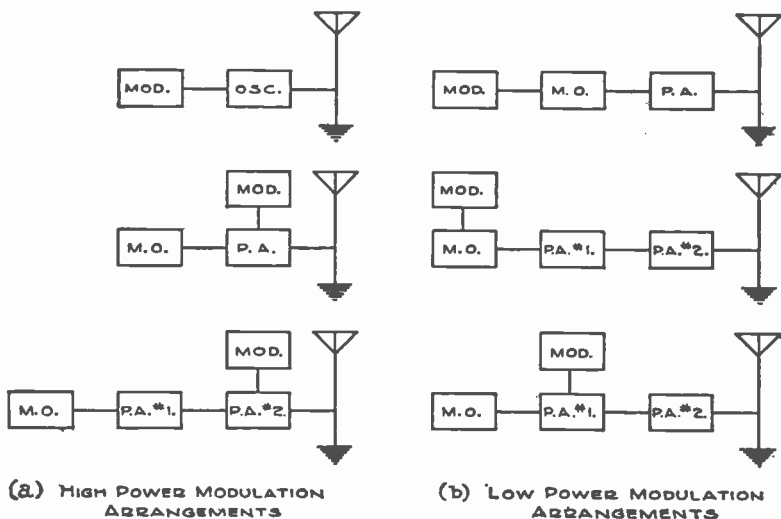 MOD.
OSC.
MOD.
M.O.
P.A.
MOD.
M.O.
P.A.#1.
P.A.#2.
(a) HIGH POWER MODULATION
ARRANGEMENTS
MOD.
M.O.
P.A.
MOD.
M.O.
P.A.#1.
P.A.#2.
MOD.
M.O.
P.A.#1.
P.A.#2.
(b) LOW POWER MODULATION
ARRANGEMENTS